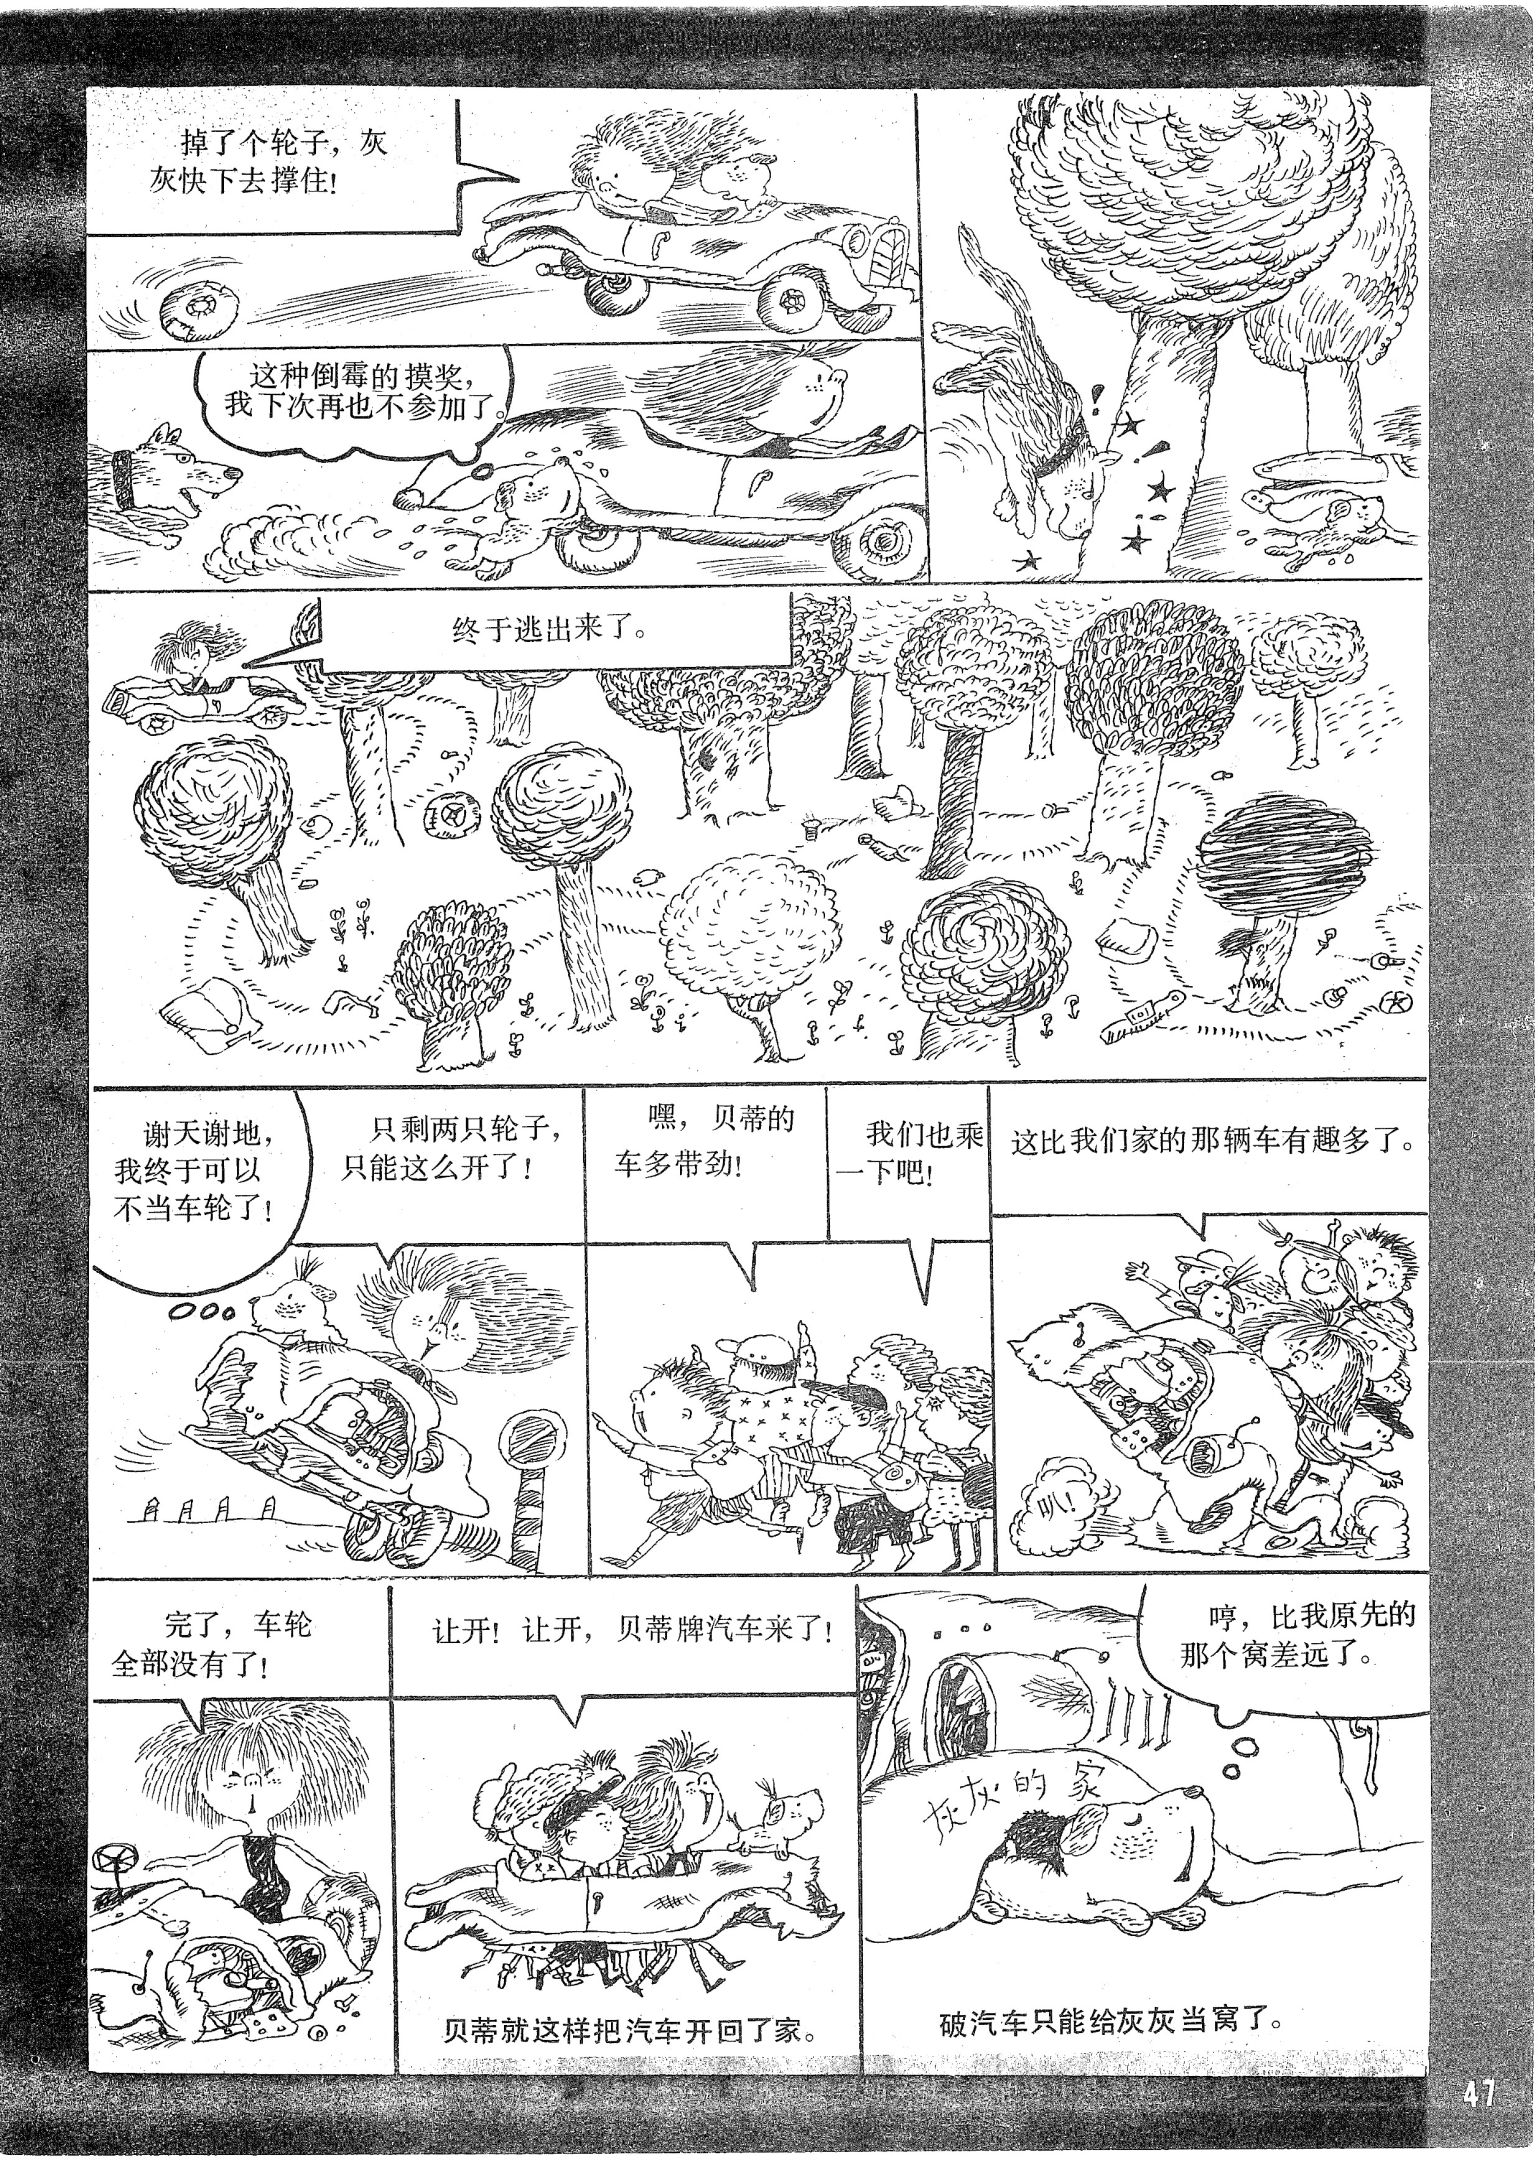 掉了个轮子，灰
灰快下去撑住！
这种倒霉的摸奖，
我下次再也不参加了。
终于逃出来了。
谢天谢地，
我终于可以
不当车轮了！
只剩两只轮子，
只能这么开了！
嘿，贝蒂的
车多带劲！
我们也乘
一下吧！
这比我们家的那辆车有趣多了。
叭！
完了，车轮
全部没有了！
让开！让开，贝蒂牌汽车来了！
贝蒂就这样把汽车开回了家。
哼，比我原先的
那个窝差远了。
灰灰的家
破汽车只能给灰灰当窝了。
47